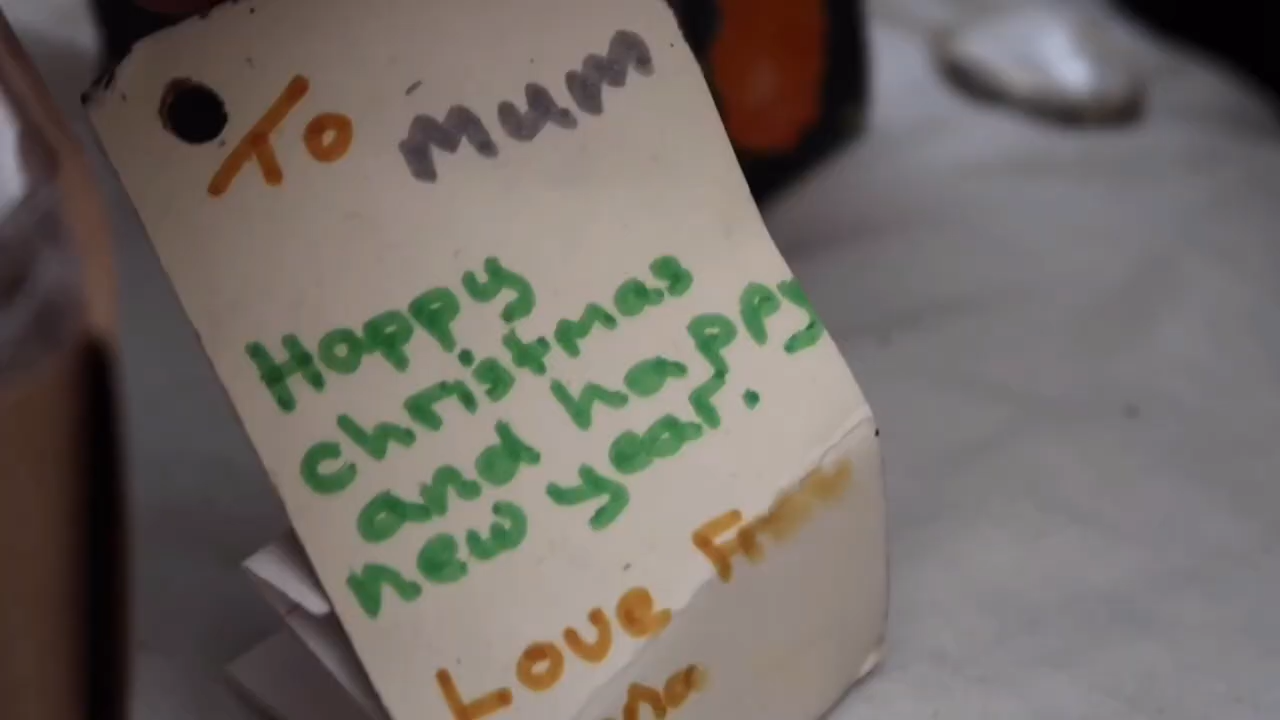 To Mum
Happy
christmas
and happy
new year.
Love From